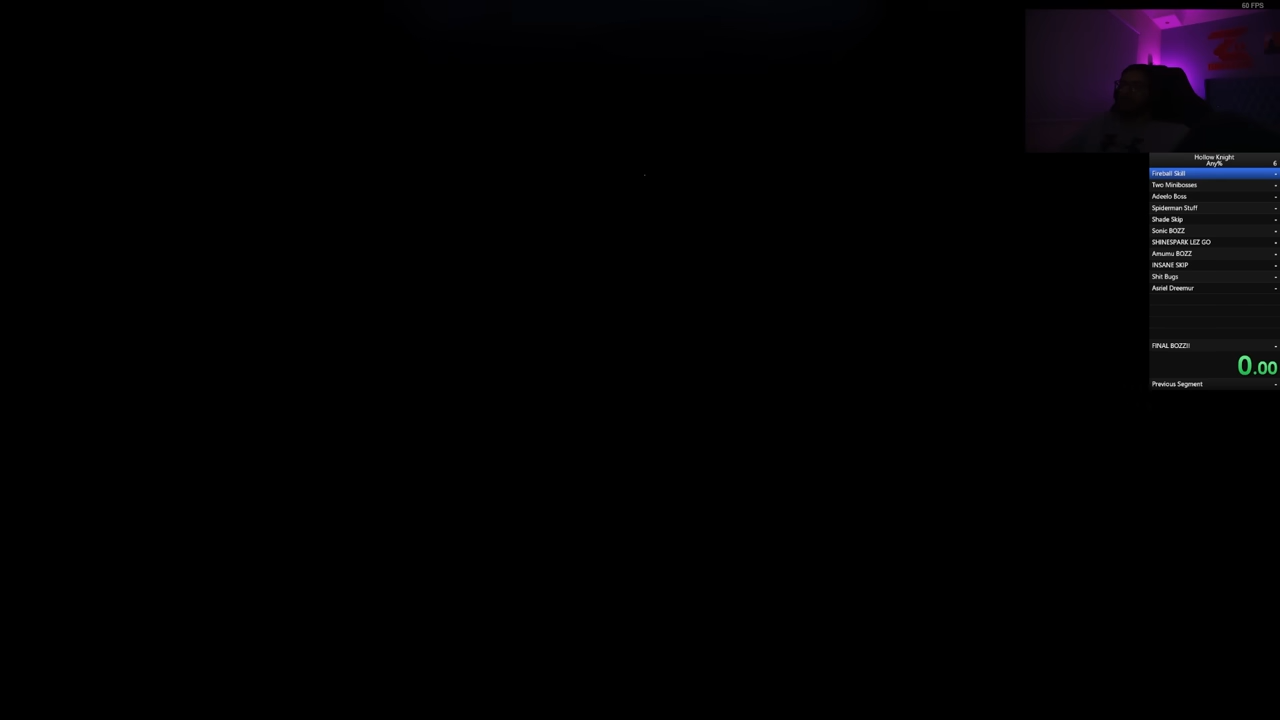 60 FPS
Hollow Knight
Any%
6
Fireball Skill -
Two Minibosses -
Adeelo Boss -
Spiderman Stuff -
Shade Skip -
Sonic BOZZ -
SHINESPARK LEZ GO -
Amumu BOZZ -
INSANE SKIP -
Shit Bugs -
Asriel Dreemur -
FINAL BOZZ!! -
0.00
Previous Segment -